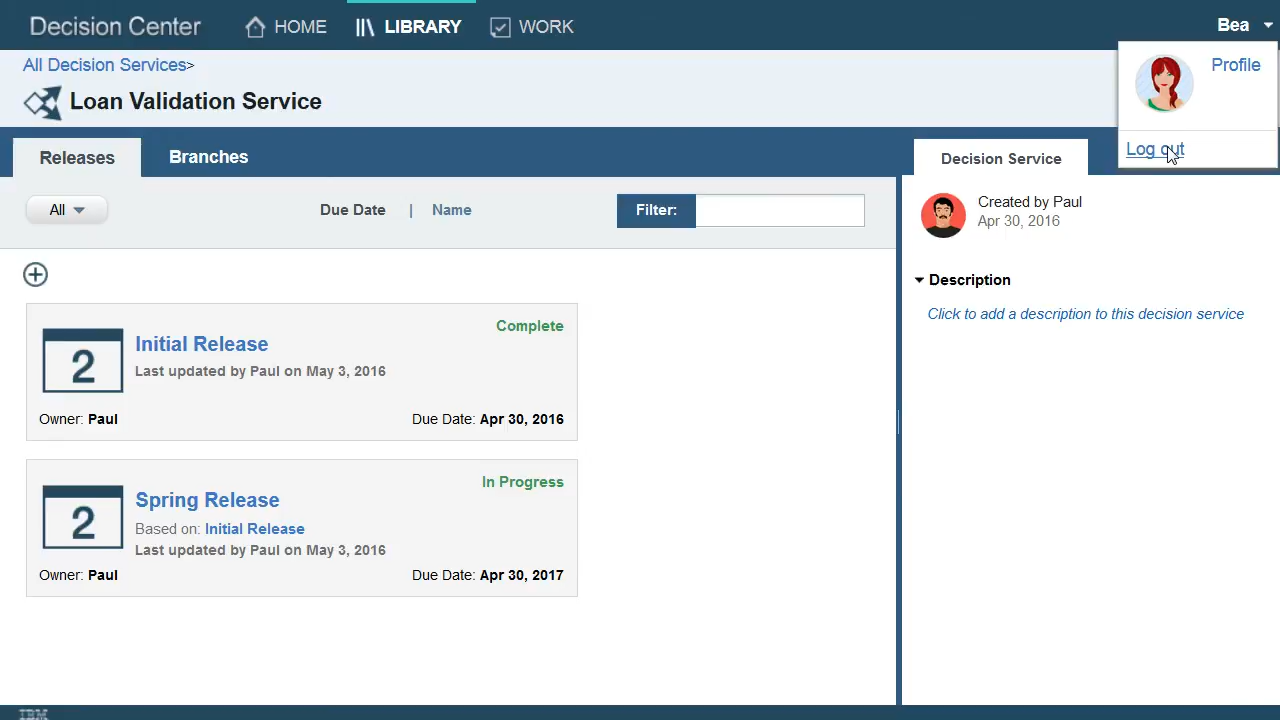 Decision Center
HOME
LIBRARY
WORK
Bea
All Decision Services>
Profile
Loan Validation Service
Log out
Releases
Branches
Decision Service
All
Due Date | Name
Filter:
Created by Paul
Apr 30, 2016
Description
Click to add a description to this decision service
Complete
2
Initial Release
Last updated by Paul on May 3, 2016
Owner: Paul
Due Date: Apr 30, 2016
In Progress
2
Spring Release
Based on: Initial Release
Last updated by Paul on May 3, 2016
Owner: Paul
Due Date: Apr 30, 2017
IBM